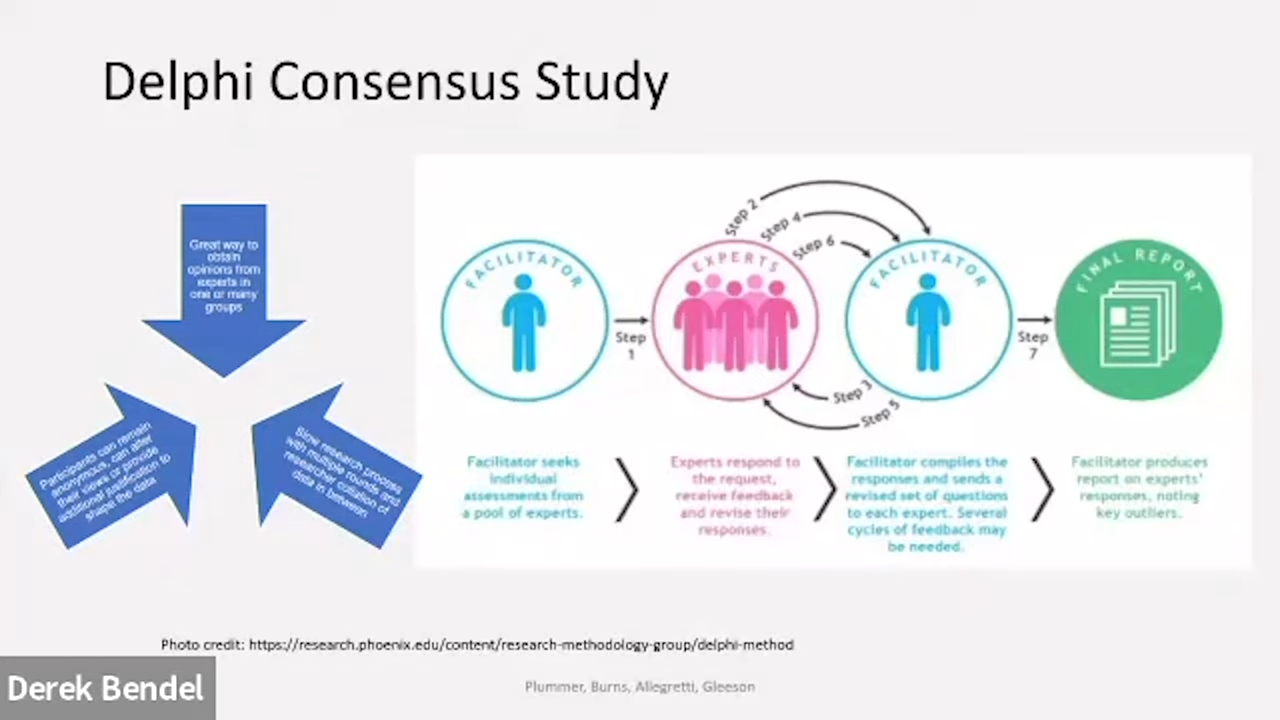 Delphi Consensus Study
Great way to
obtain
opinions from
experts in
one or many
groups
Participants can remain
anonymous, can alter
their views or provide
additional justification to
shape the data
Slow research process
with multiple rounds and
researcher collation of
data in between
FACILITATOR
Step
1
EXPERTS
Step 2
Step 4
Step 6
FACILITATOR
Step 3
Step 5
Step
7
FINAL REPORT
Facilitator seeks
individual
assessments from
a pool of experts.
Experts respond to
the request,
receive feedback
and revise their
responses.
Facilitator compiles the
responses and sends a
revised set of questions
to each expert. Several
cycles of feedback may
be needed.
Facilitator produces
report on experts'
responses, noting
key outliers.
Photo credit: https://research.phoenix.edu/content/research-methodology-group/delphi-method
Derek Bendel
Plummer, Burns, Allegretti, Gleeson